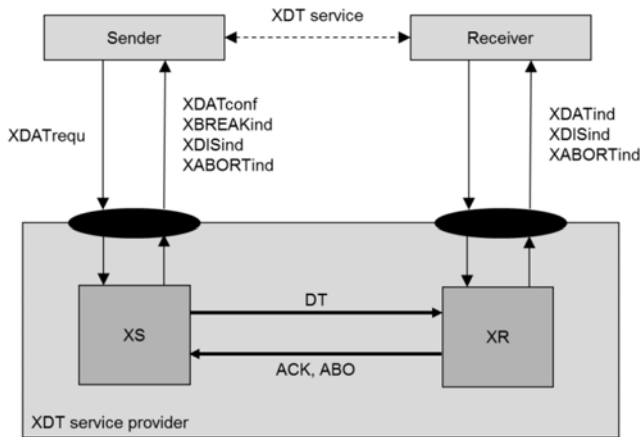 XDT service
Sender
Receiver
XDATrequ
XDATconf
XBREAKind
XDISind
XABORTind
XDATind
XDISind
XABORTind
DT
XS
XR
ACK, ABO
XDT service provider